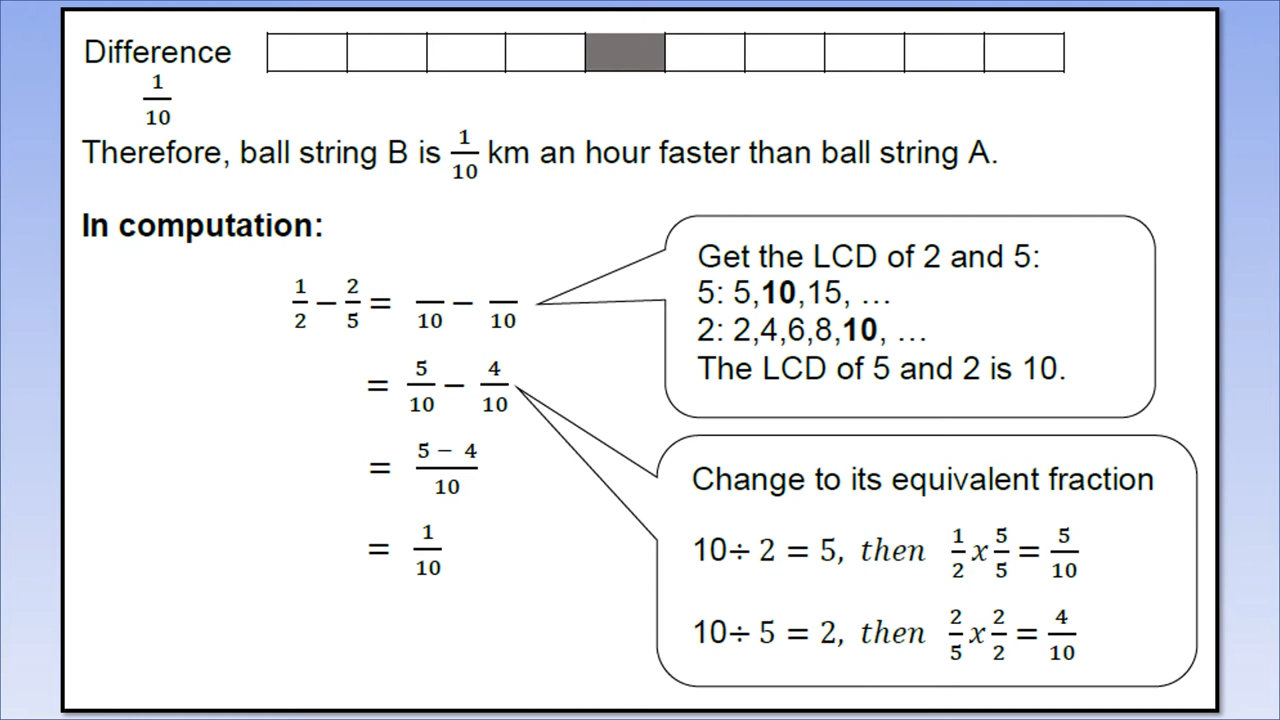 Difference
1/10
Therefore, ball string B is 1/10 km an hour faster than ball string A.
In computation:
1/2 − 2/5 = __/10 − __/10
= 5/10 − 4/10
= (5 − 4)/10
= 1/10
Get the LCD of 2 and 5:
5: 5,10,15, …
2: 2,4,6,8,10, …
The LCD of 5 and 2 is 10.
Change to its equivalent fraction
10÷ 2 = 5, then 1/2 x 5/5 = 5/10
10÷ 5 = 2, then 2/5 x 2/2 = 4/10